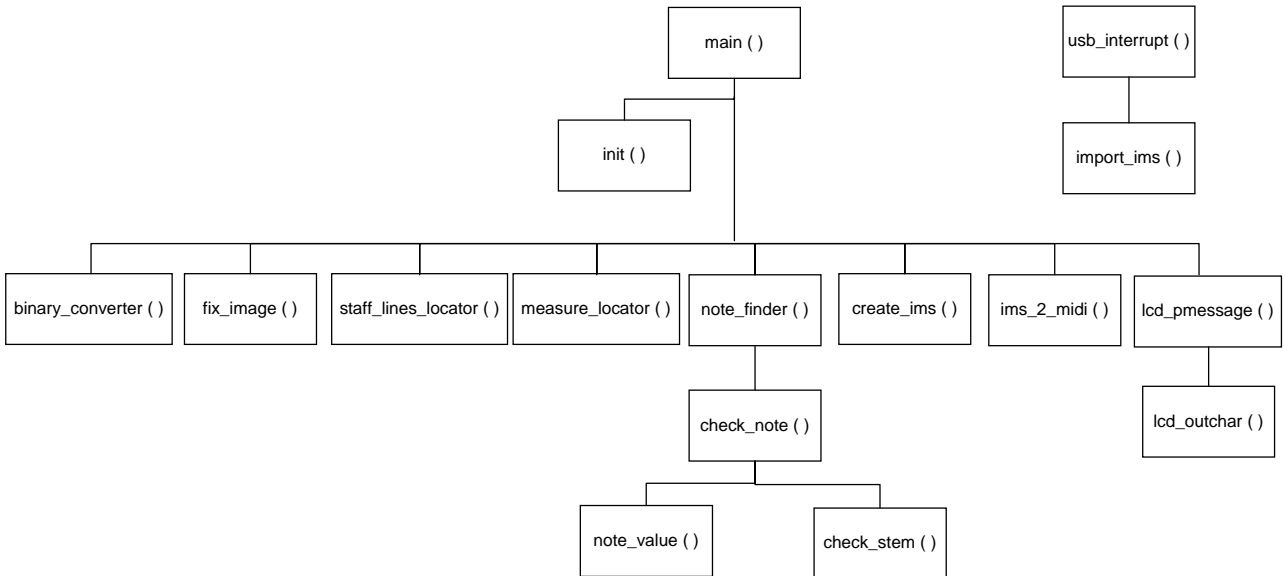 main ( )
usb_interrupt ( )
init ( )
import_ims ( )
binary_converter ( )
fix_image ( )
staff_lines_locator ( )
measure_locator ( )
note_finder ( )
create_ims ( )
ims_2_midi ( )
lcd_pmessage ( )
check_note ( )
lcd_outchar ( )
note_value ( )
check_stem ( )